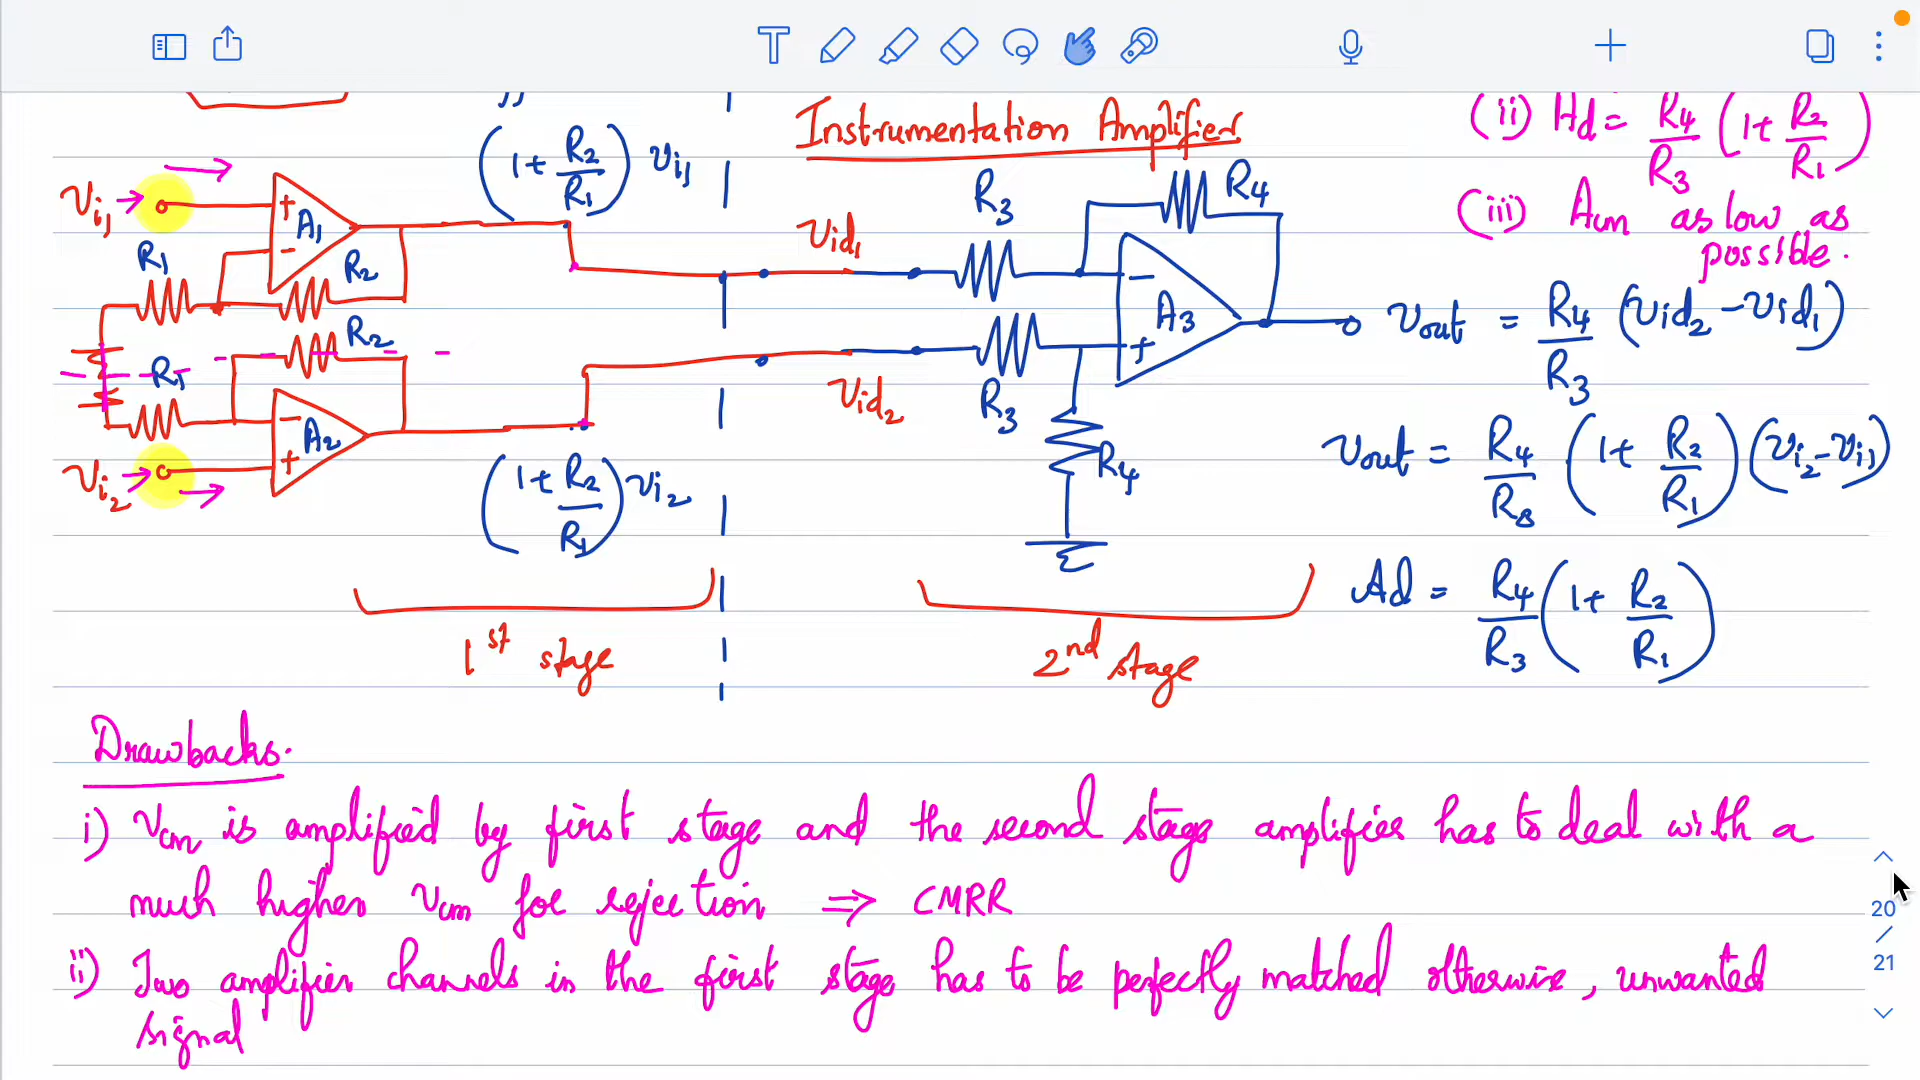 Instrumentation Amplifier
(ii) Ad = R4/R3 (1 + R2/R1)
(iii) Acm as low as
possible.
(1 + R2/R1) vi1
vi1
A1
+
-
R1
R2
R2
R1
A2
-
+
vi2
(1 + R2/R1) vi2
vid1
vid2
R3
R4
R3
R4
A3
-
+
vout = R4/R3 (vid2 - vid1)
vout = R4/R3 (1 + R2/R1) (vi2 - vi1)
Ad = R4/R3 (1 + R2/R1)
1st stage
2nd stage
Drawbacks.
i) vcm is amplified by first stage and the second stage amplifier has to deal with a
much higher vcm for rejection ⇒ CMRR
ii) Two amplifier channels in the first stage has to be perfectly matched otherwise, unwanted
signal
20
/
21